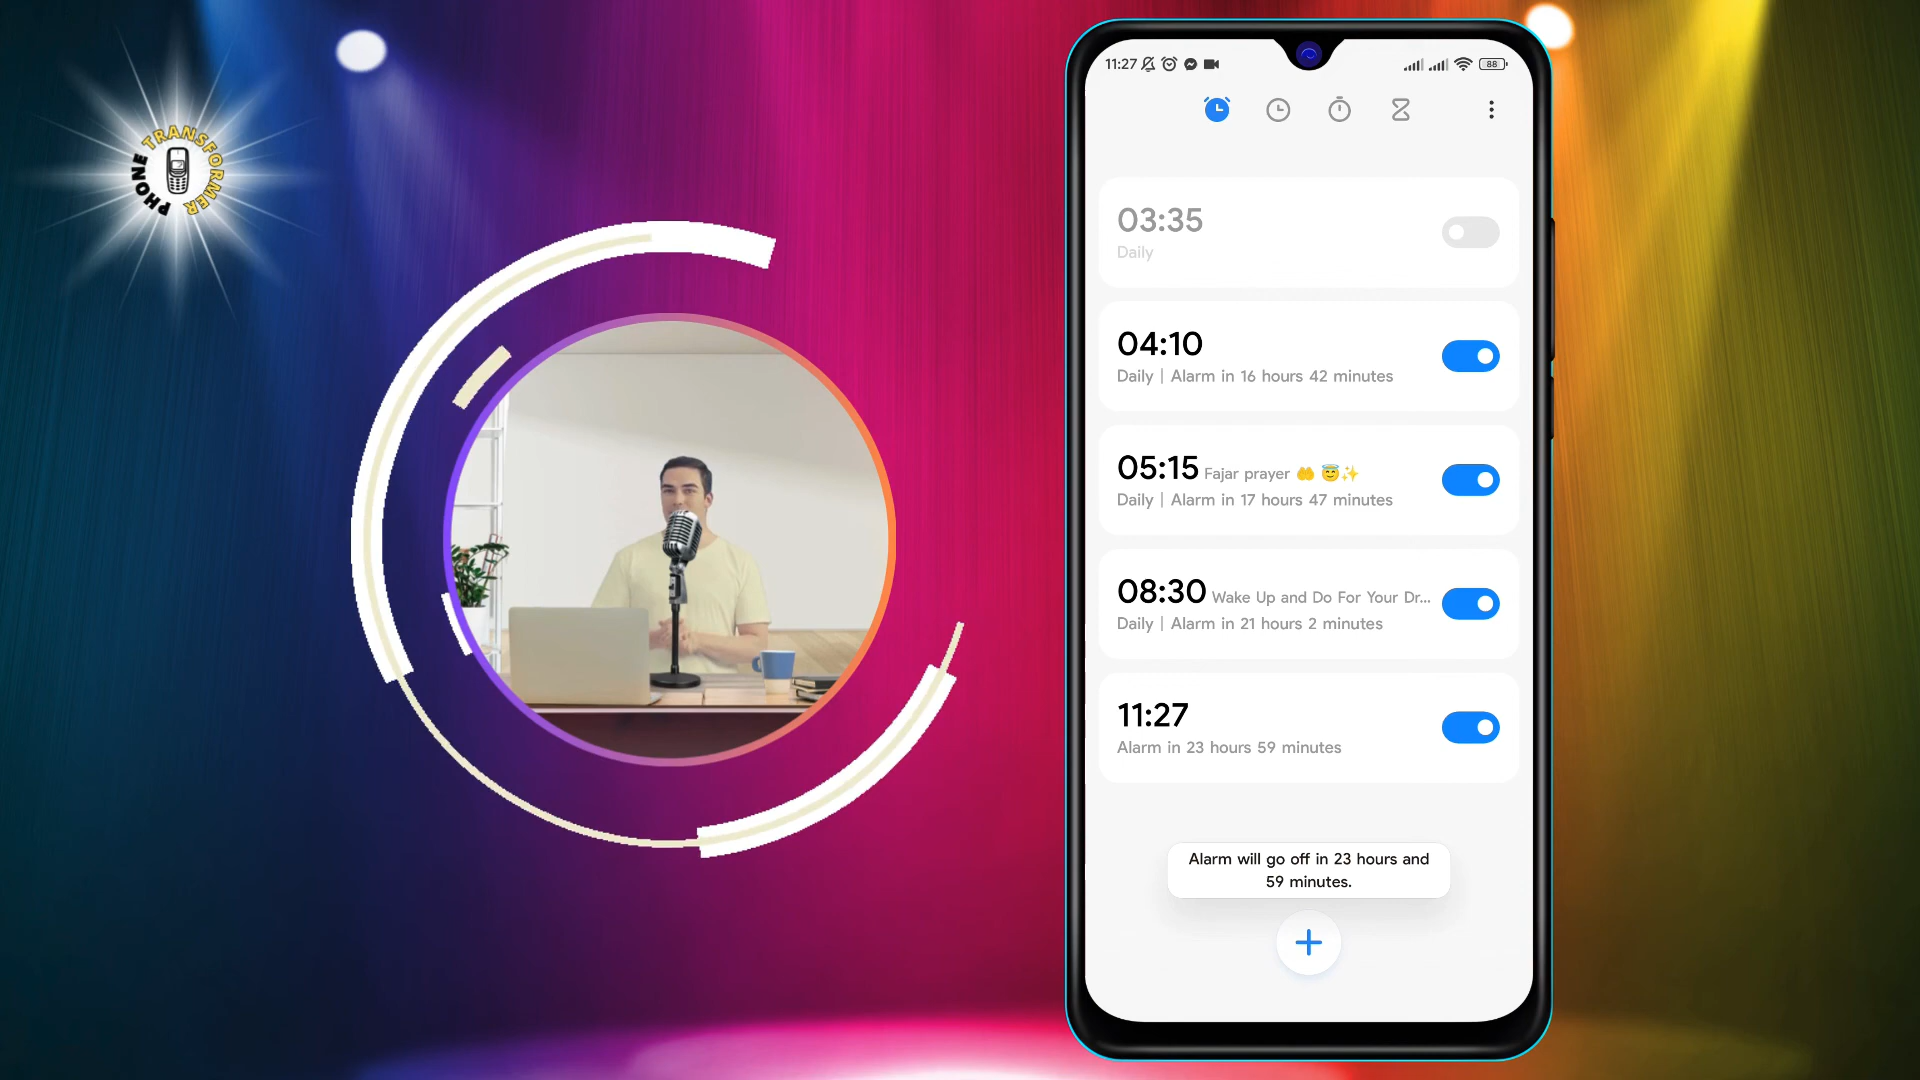 PHONE TRANSFORMER
11:27
88
03:35
Daily
04:10
Daily | Alarm in 16 hours 42 minutes
05:15 Fajar prayer 🤲 😇✨
Daily | Alarm in 17 hours 47 minutes
08:30 Wake Up and Do For Your Dr...
Daily | Alarm in 21 hours 2 minutes
11:27
Alarm in 23 hours 59 minutes
Alarm will go off in 23 hours and
59 minutes.